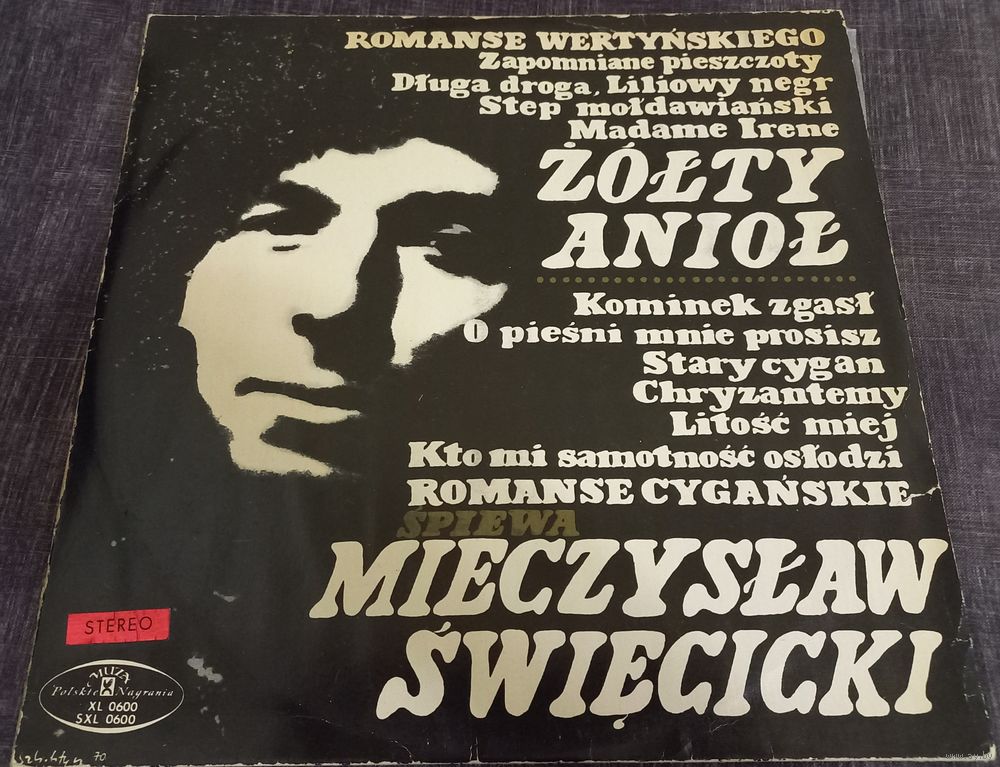 ROMANSE WERTYŃSKIEGO
Zapomniane pieszczoty
Długa droga, Liliowy negr
Step mołdawiański
Madame Irene
ŻÓŁTY
ANIOŁ
Kominek zgasł
O pieśni mnie prosisz
Stary cygan
Chryzantemy
Litość miej
Kto mi samotność osłodzi
ROMANSE CYGAŃSKIE
ŚPIEWA
MIECZYSŁAW
ŚWIĘCICKI
STEREO
MUZA
Polskie Nagrania
XL 0600
SXL 0600
70